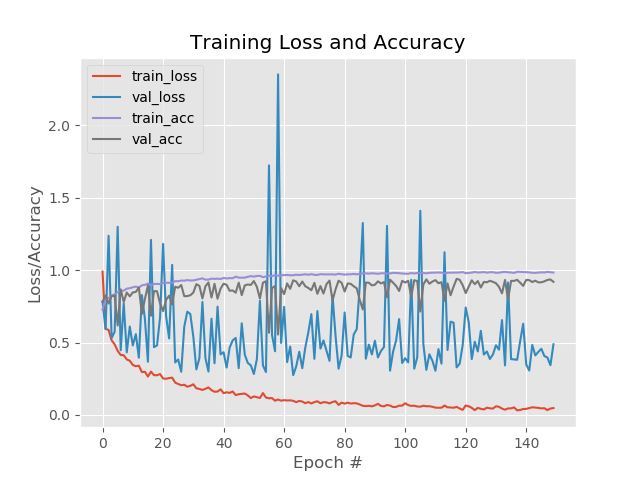 Training Loss and Accuracy
train_loss
val_loss
train_acc
val_acc
Loss/Accuracy
2.0
1.5
1.0
0.5
0.0
0 20 40 60 80 100 120 140
Epoch #